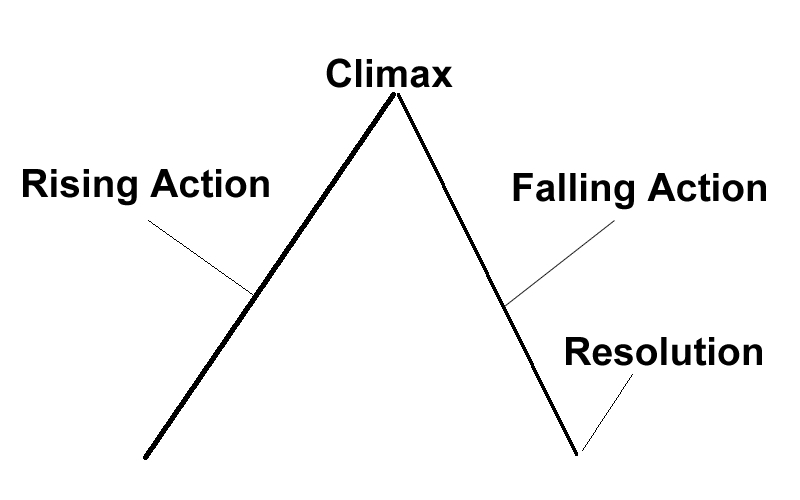 Climax
Rising Action
Falling Action
Resolution